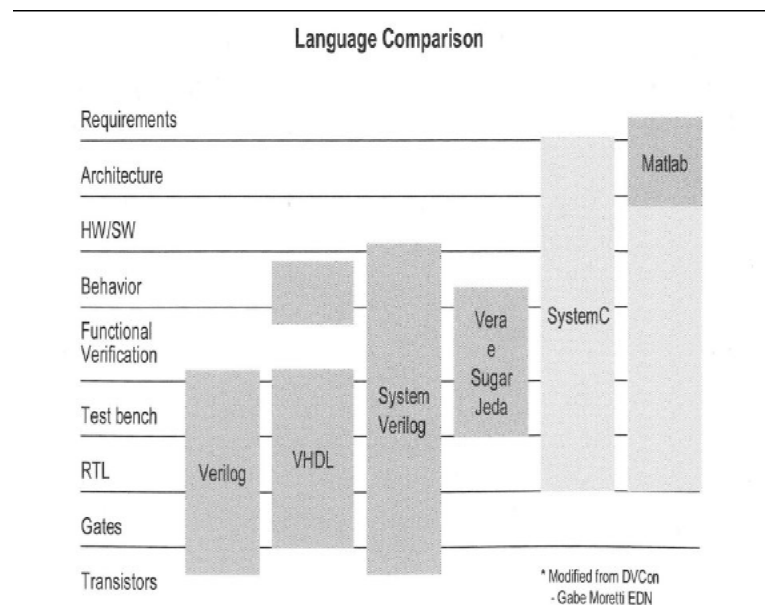 Language Comparison
Requirements
Architecture
HW/SW
Behavior
Functional
Verification
Test bench
RTL
Gates
Transistors
Verilog
VHDL
System
Verilog
Vera
e
Sugar
Jeda
SystemC
Matlab
* Modified from DVCon
- Gabe Moretti EDN